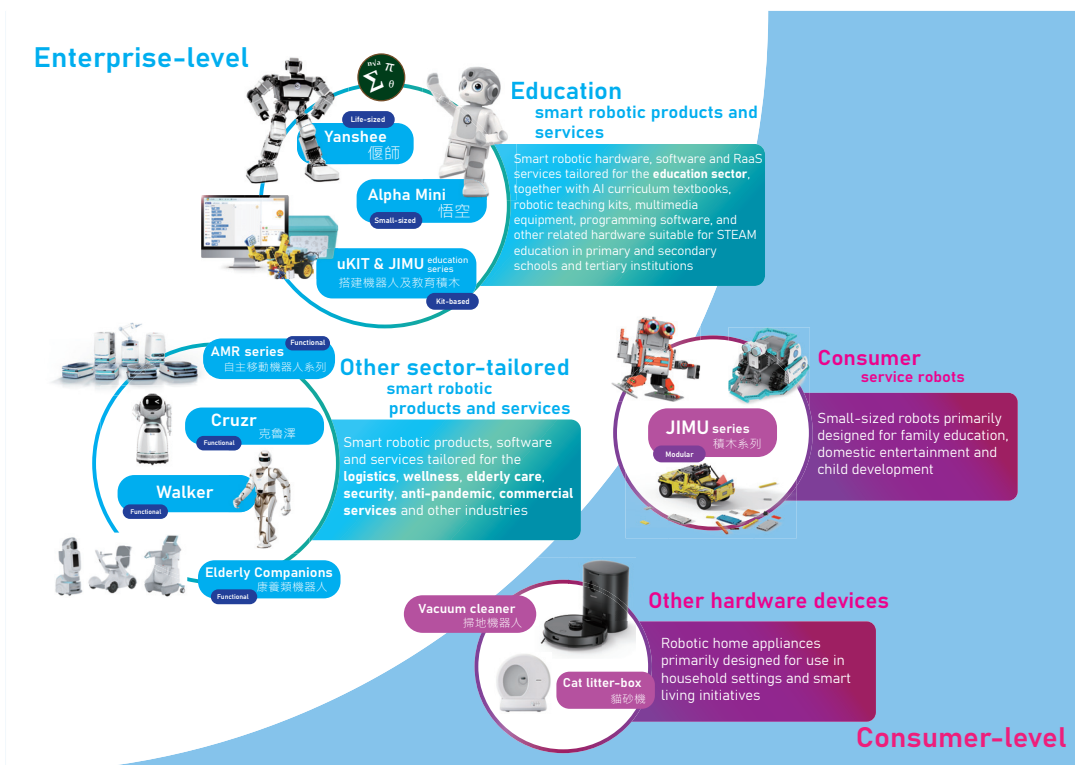 Enterprise-level
n√a π
Σ θ
Education
smart robotic products and
services
Life-sized
Yanshee
偃師
Smart robotic hardware, software and RaaS
services tailored for the education sector,
together with AI curriculum textbooks,
robotic teaching kits, multimedia
equipment, programming software, and
other related hardware suitable for STEAM
education in primary and secondary
schools and tertiary institutions
Alpha Mini
悟空
Small-sized
uKIT & JIMU education
series
搭建機器人及教育積木
Kit-based
AMR series
Functional
自主移動機器人系列
Other sector-tailored
smart robotic
products and services
Cruzr
克魯澤
Functional
Smart robotic products, software
and services tailored for the
logistics, wellness, elderly care,
security, anti-pandemic, commercial
services and other industries
Walker
Functional
Elderly Companions
康養類機器人
Functional
Consumer
service robots
JIMU series
積木系列
Modular
Small-sized robots primarily
designed for family education,
domestic entertainment and
child development
Other hardware devices
Vacuum cleaner
掃地機器人
Robotic home appliances
primarily designed for use in
household settings and smart
living initiatives
Cat litter-box
貓砂機
Consumer-level